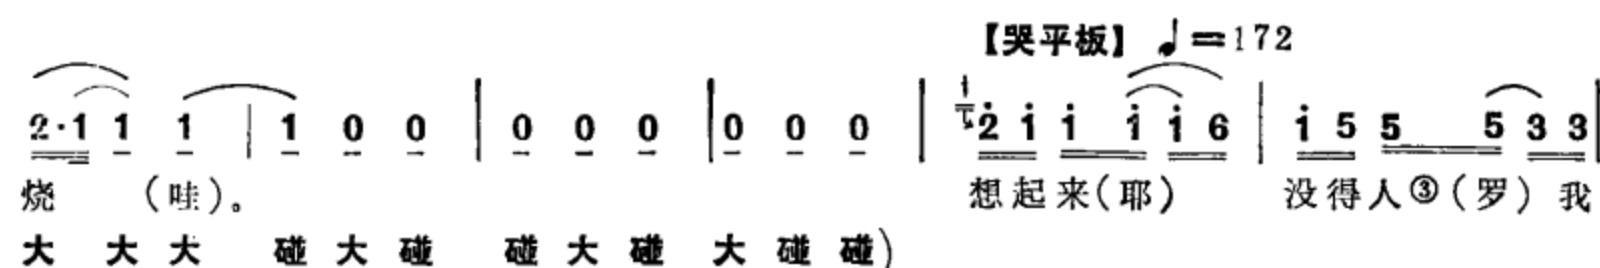 【哭平板】 ♩=172
2·1 1 1 | 1 0 0 | 0 0 0 | 0 0 0 | 2̇ 1̇ 1̇ 1̇ 1̇ 6 | 1̇ 5 5 5 3 3 |
烧 （哇）。 想起来（耶） 没得人③（罗）我
大 大 大 碰 大 碰 碰 大 碰 大 碰 碰）